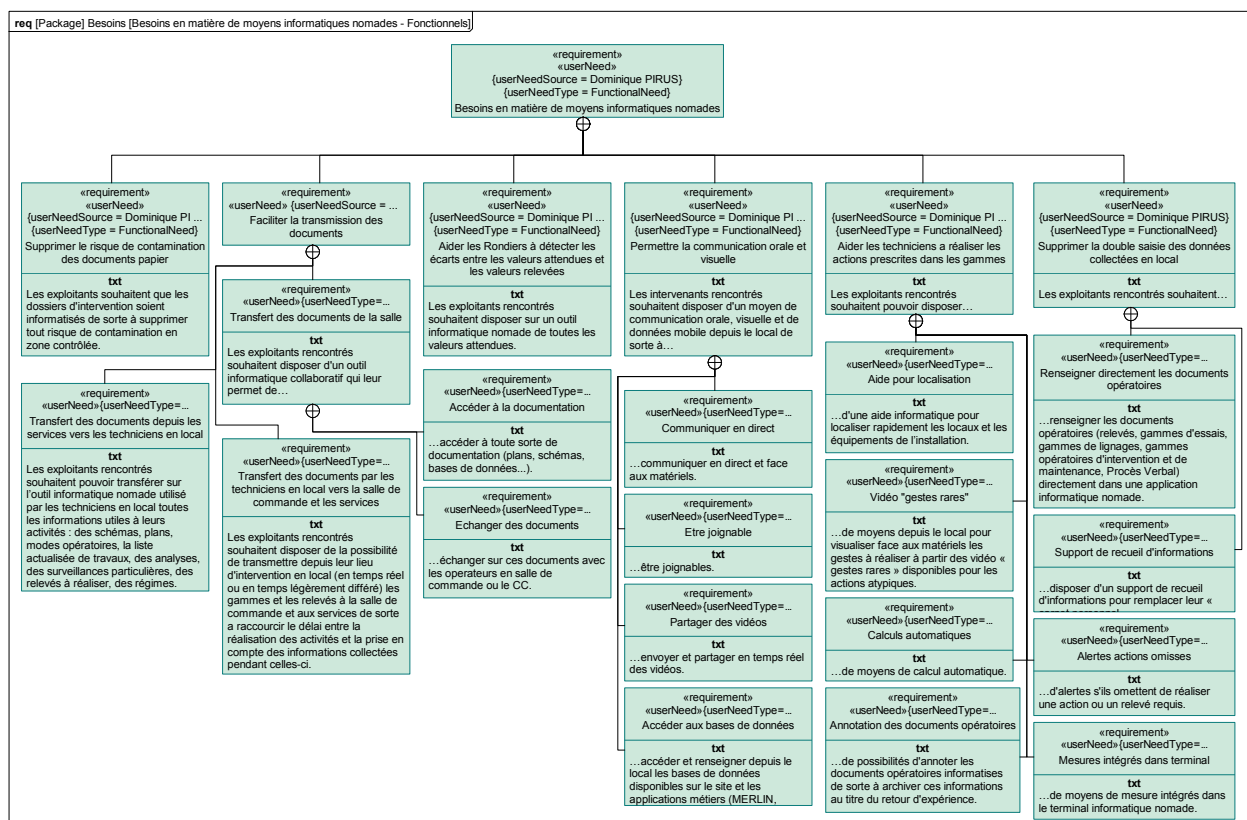 req [Package] Besoins [Besoins en matière de moyens informatiques nomades - Fonctionnels]
«requirement»
«userNeed»
{userNeedSource = Dominique PIRUS}
{userNeedType = FunctionalNeed}
Besoins en matière de moyens informatiques nomades
«requirement»
«userNeed»
{userNeedSource = Dominique PI ...
{userNeedType = FunctionalNeed}
Supprimer le risque de contamination
des documents papier
txt
Les exploitants souhaitent que les
dossiers d'intervention soient
informatisés de sorte à supprimer
tout risque de contamination en
zone contrôlée.
«requirement»
«userNeed» {userNeedSource = ...
Faciliter la transmission des
documents
«requirement»
«userNeed»
{userNeedSource = Dominique PI ...
{userNeedType = FunctionalNeed}
Aider les Rondiers à détecter les
écarts entre les valeurs attendues et
les valeurs relevées
txt
Les exploitants rencontrés
souhaitent disposer sur un outil
informatique nomade de toutes les
valeurs attendues.
«requirement»
«userNeed»
{userNeedSource = Dominique PI ...
{userNeedType = FunctionalNeed}
Permettre la communication orale et
visuelle
txt
Les intervenants rencontrés
souhaitent disposer d'un moyen de
communication orale, visuelle et de
données mobile depuis le local de
sorte à…
«requirement»
«userNeed»
{userNeedSource = Dominique PI ...
{userNeedType = FunctionalNeed}
Aider les techniciens a réaliser les
actions prescrites dans les gammes
txt
Les exploitants rencontrés
souhaitent pouvoir disposer…
«requirement»
«userNeed»
{userNeedSource = Dominique PIRUS}
{userNeedType = FunctionalNeed}
Supprimer la double saisie des données
collectées en local
txt
Les exploitants rencontrés souhaitent…
«requirement»
«userNeed»{userNeedType=...
Transfert des documents de la salle
txt
Les exploitants rencontrés
souhaitent disposer d'un outil
informatique collaboratif qui leur
permet de…
«requirement»
«userNeed»{userNeedType=...
Transfert des documents depuis les
services vers les techniciens en local
txt
Les exploitants rencontrés
souhaitent pouvoir transférer sur
l'outil informatique nomade utilisé
par les techniciens en local toutes
les informations utiles à leurs
activités : des schémas, plans,
modes opératoires, la liste
actualisée de travaux, des analyses,
des surveillances particulières, des
relevés à réaliser, des régimes.
«requirement»
«userNeed»{userNeedType=...
Transfert des documents par les
techniciens en local vers la salle de
commande et les services
txt
Les exploitants rencontrés
souhaitent disposer de la possibilité
de transmettre depuis leur lieu
d'intervention en local (en temps réel
ou en temps légèrement différé) les
gammes et les relevés à la salle de
commande et aux services de sorte
a raccourcir le délai entre la
réalisation des activités et la prise en
compte des informations collectées
pendant celles-ci.
«requirement»
«userNeed»{userNeedType=...
Accéder à la documentation
txt
…accéder à toute sorte de
documentation (plans, schémas,
bases de données...).
«requirement»
«userNeed»{userNeedType=...
Echanger des documents
txt
…échanger sur ces documents avec
les operateurs en salle de
commande ou le CC.
«requirement»
«userNeed»{userNeedType=...
Communiquer en direct
txt
…communiquer en direct et face
aux matériels.
«requirement»
«userNeed»{userNeedType=...
Etre joignable
txt
…être joignables.
«requirement»
«userNeed»{userNeedType=...
Partager des vidéos
txt
…envoyer et partager en temps réel
des vidéos.
«requirement»
«userNeed»{userNeedType=...
Accéder aux bases de données
txt
…accéder et renseigner depuis le
local les bases de données
disponibles sur le site et les
applications métiers (MERLIN,
«requirement»
«userNeed»{userNeedType=...
Aide pour localisation
txt
…d'une aide informatique pour
localiser rapidement les locaux et les
équipements de l'installation.
«requirement»
«userNeed»{userNeedType=...
Vidéo "gestes rares"
txt
…de moyens depuis le local pour
visualiser face aux matériels les
gestes à réaliser à partir des vidéo «
gestes rares » disponibles pour les
actions atypiques.
«requirement»
«userNeed»{userNeedType=...
Calculs automatiques
txt
…de moyens de calcul automatique.
«requirement»
«userNeed»{userNeedType=...
Annotation des documents opératoires
txt
…de possibilités d'annoter les
documents opératoires informatises
de sorte à archiver ces informations
au titre du retour d'expérience.
«requirement»
«userNeed»{userNeedType=...
Renseigner directement les documents
opératoires
txt
…renseigner les documents
opératoires (relevés, gammes d'essais,
gammes de lignages, gammes
opératoires d'intervention et de
maintenance, Procès Verbal)
directement dans une application
informatique nomade.
«requirement»
«userNeed»{userNeedType=...
Support de recueil d'informations
txt
…disposer d'un support de recueil
d'informations pour remplacer leur «
«requirement»
«userNeed»{userNeedType=...
Alertes actions omisses
txt
…d'alertes s'ils omettent de réaliser
une action ou un relevé requis.
«requirement»
«userNeed»{userNeedType=...
Mesures intégrés dans terminal
txt
…de moyens de mesure intégrés dans
le terminal informatique nomade.